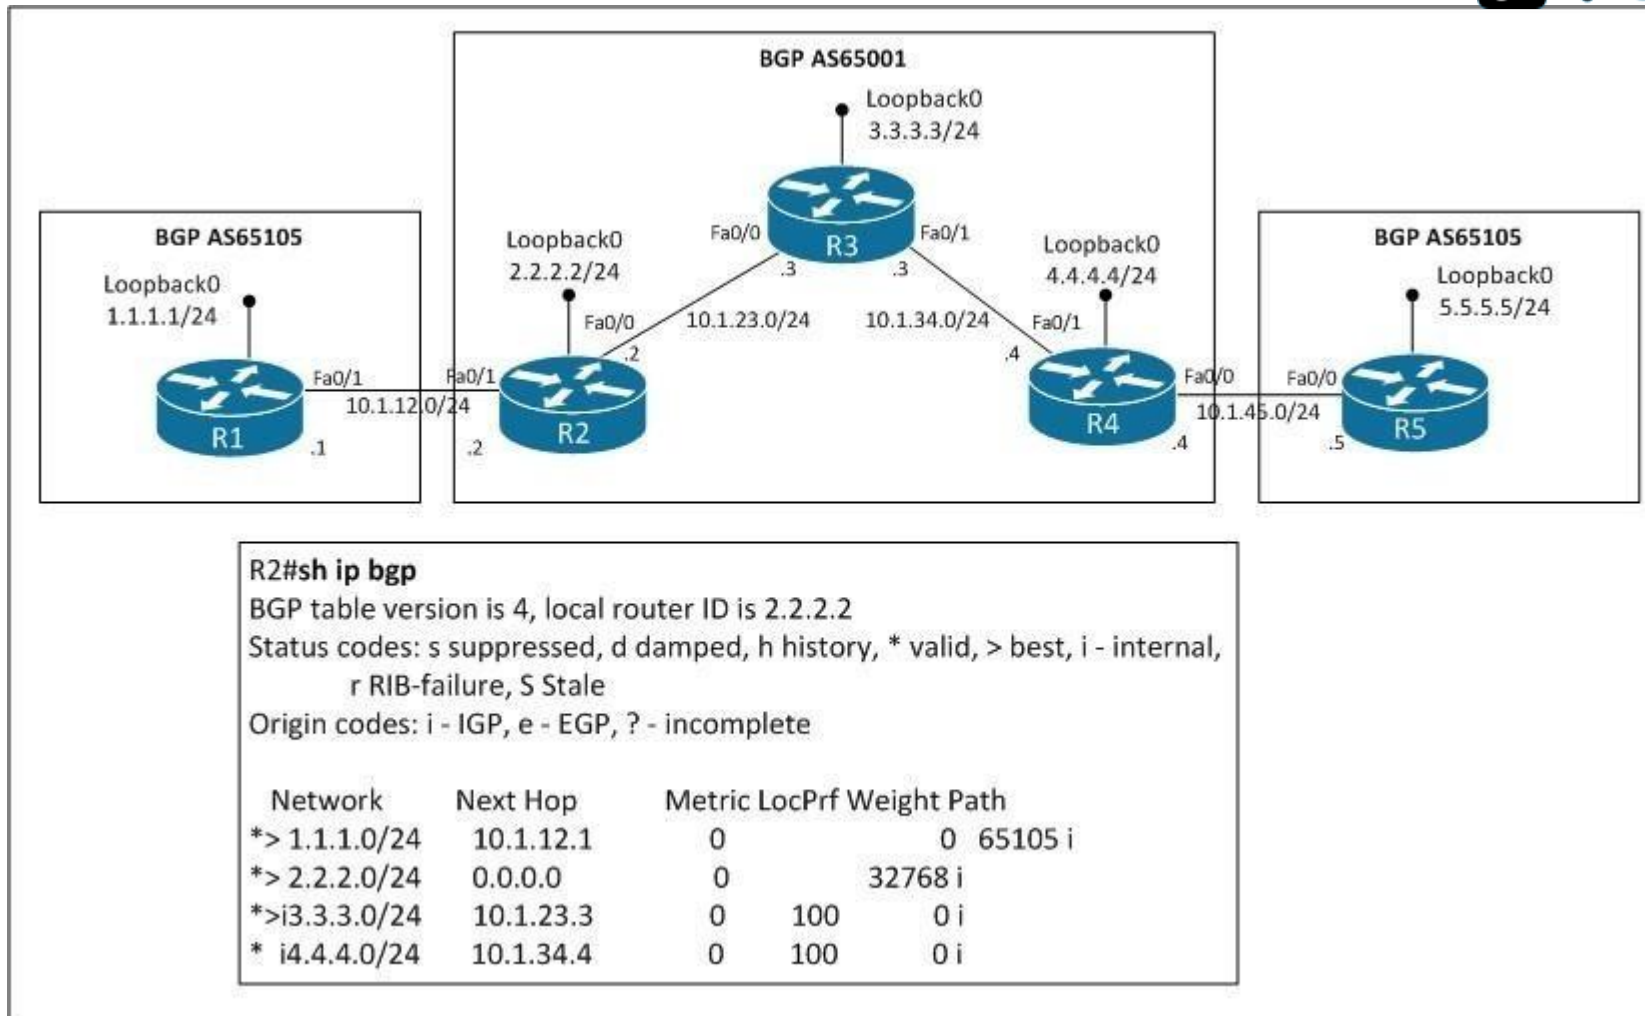 BGP AS65001
Loopback0
3.3.3.3/24
BGP AS65105
Loopback0
1.1.1.1/24
Loopback0
2.2.2.2/24
Fa0/0
R3
Fa0/1
.3
.3
Loopback0
4.4.4.4/24
BGP AS65105
Loopback0
5.5.5.5/24
Fa0/0
10.1.23.0/24
10.1.34.0/24
Fa0/1
.2
.4
Fa0/1
Fa0/1
10.1.12.0/24
R1
.1
.2
R2
Fa0/0
Fa0/0
10.1.45.0/24
R4
.4
.5
R5
R2#sh ip bgp
BGP table version is 4, local router ID is 2.2.2.2
Status codes: s suppressed, d damped, h history, * valid, > best, i - internal,
r RIB-failure, S Stale
Origin codes: i - IGP, e - EGP, ? - incomplete
Network Next Hop Metric LocPrf Weight Path
*> 1.1.1.0/24 10.1.12.1 0 0 65105 i
*> 2.2.2.0/24 0.0.0.0 0 32768 i
*>i3.3.3.0/24 10.1.23.3 0 100 0 i
* i4.4.4.0/24 10.1.34.4 0 100 0 i